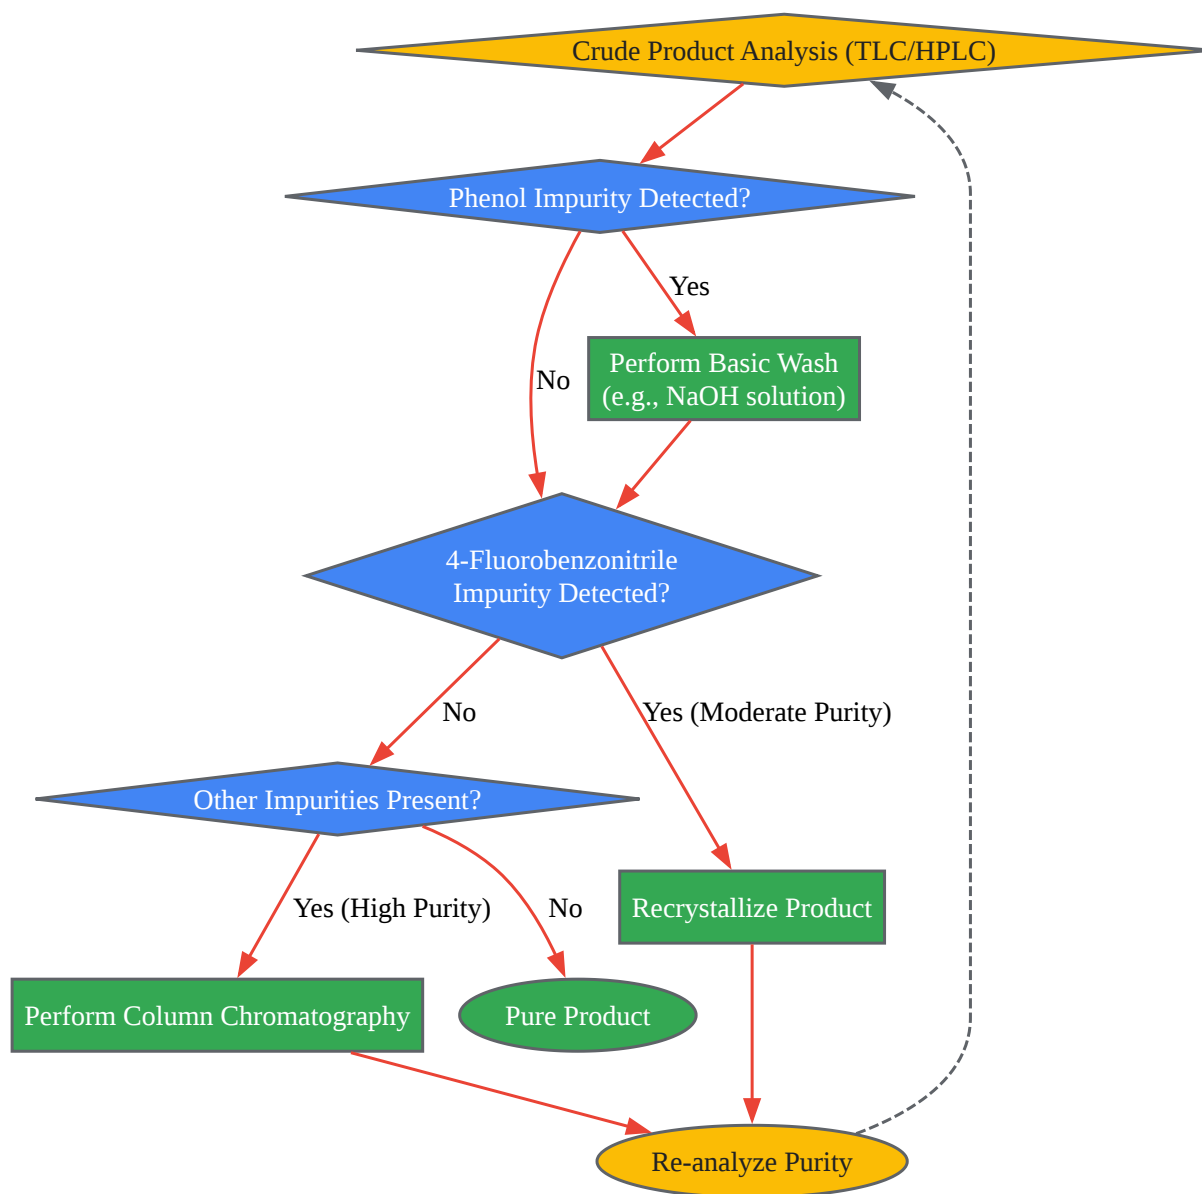 Crude Product Analysis (TLC/HPLC)
Phenol Impurity Detected?
Yes
Perform Basic Wash
(e.g., NaOH solution)
No
4-Fluorobenzonitrile
Impurity Detected?
No
Yes (Moderate Purity)
Other Impurities Present?
Yes (High Purity)
No
Recrystallize Product
Perform Column Chromatography
Pure Product
Re-analyze Purity